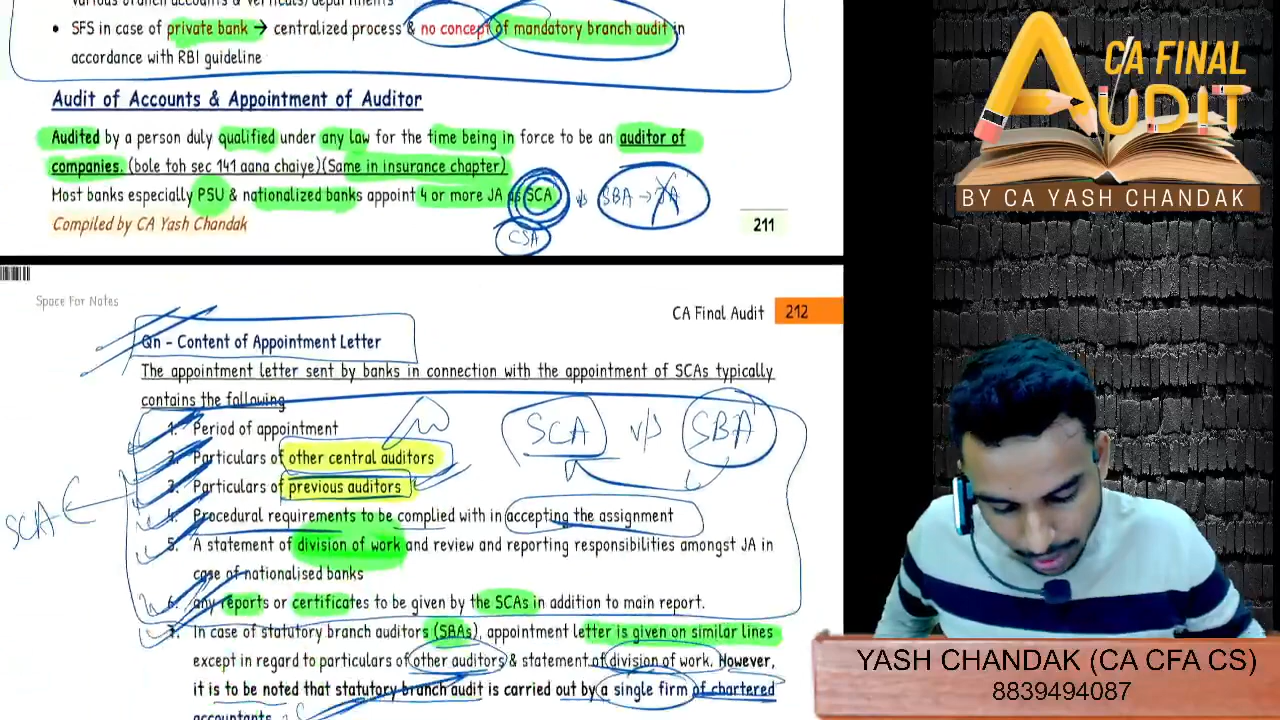 various branch accounts & verticals/departments
• SFS in case of private bank → centralized process & no concept of mandatory branch audit in
accordance with RBI guideline
Audit of Accounts & Appointment of Auditor
Audited by a person duly qualified under any law for the time being in force to be an auditor of
companies. (bole toh sec 141 aana chaiye)(Same in insurance chapter)
Most banks especially PSU & nationalized banks appoint 4 or more JA as SCA v/s SBA → JA
CSA
Compiled by CA Yash Chandak
211
Space For Notes
CA Final Audit 212
Qn - Content of Appointment Letter
The appointment letter sent by banks in connection with the appointment of SCAs typically
contains the following
1. Period of appointment
SCA v/s SBA
2. Particulars of other central auditors
3. Particulars of previous auditors
SCA
4. Procedural requirements to be complied with in accepting the assignment
5. A statement of division of work and review and reporting responsibilities amongst JA in
case of nationalised banks
6. any reports or certificates to be given by the SCAs in addition to main report.
7. In case of statutory branch auditors (SBAs), appointment letter is given on similar lines
except in regard to particulars of other auditors & statement of division of work. However,
it is to be noted that statutory branch audit is carried out by a single firm of chartered
accountants.
CA FINAL
AUDIT
BY CA YASH CHANDAK
YASH CHANDAK (CA CFA CS)
8839494087